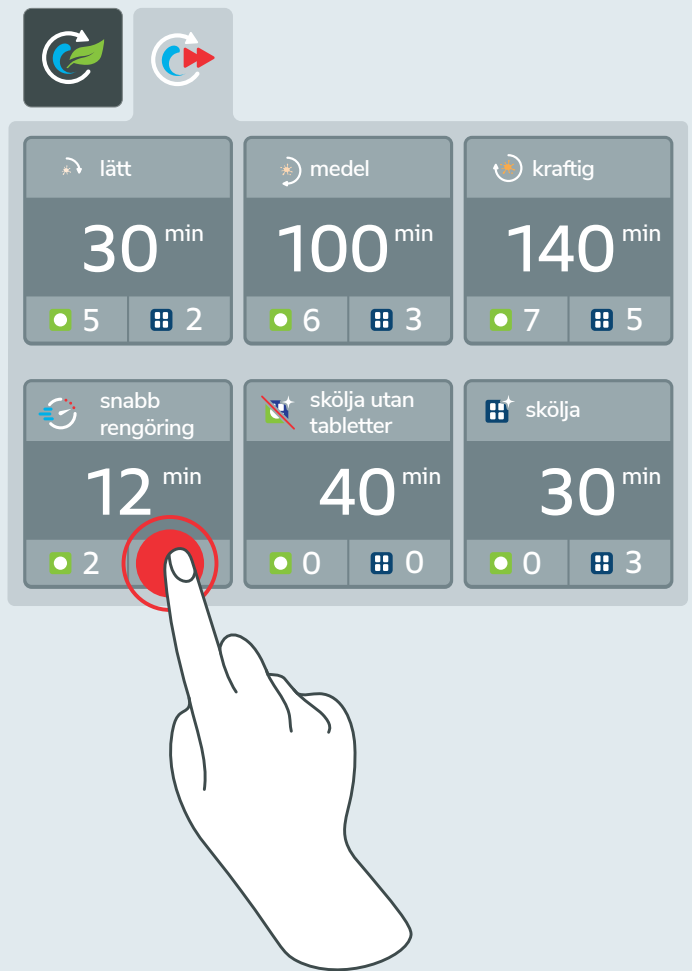 lätt
30 min
5 2
medel
100 min
6 3
kraftig
140 min
7 5
snabb
rengöring
12 min
2
skölja utan
tabletter
40 min
0 0
skölja
30 min
0 3